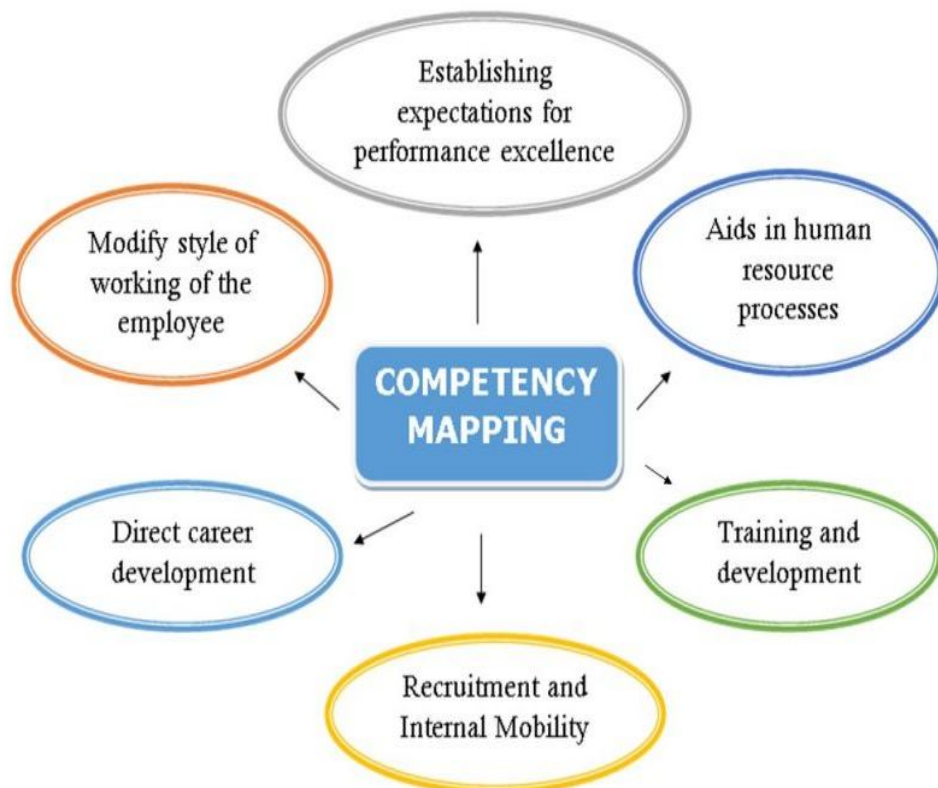 Establishing
expectations for
performance excellence
Modify style of
working of the
employee
Aids in human
resource
processes
COMPETENCY
MAPPING
Direct career
development
Training and
development
Recruitment and
Internal Mobility